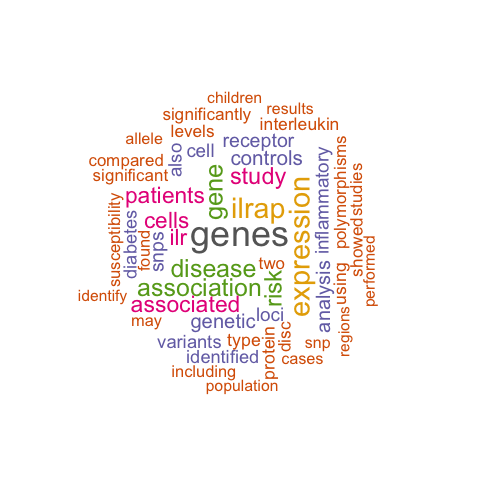 children
significantly
results
levels
interleukin
allele
also
cell
receptor
compared
controls
significant
gene
study
inflammatory
polymorphisms
patients
ilrap
expression
studies
susceptibility
diabetes
cells
ilr
genes
found
snps
showed
disease
two
association
risk
analysis
using
performed
identify
associated
loci
may
genetic
regions
variants
type
protein
disc
snp
identified
cases
including
population